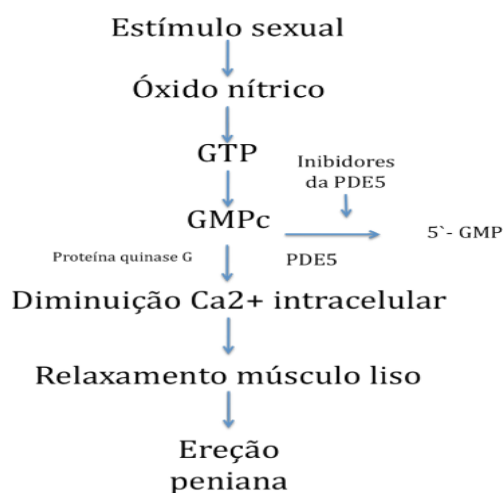 Estímulo sexual
Óxido nítrico
GTP
Inibidores
da PDE5
GMPc
5`- GMP
Proteína quinase G
PDE5
Diminuição Ca2+ intracelular
Relaxamento músculo liso
Ereção
peniana